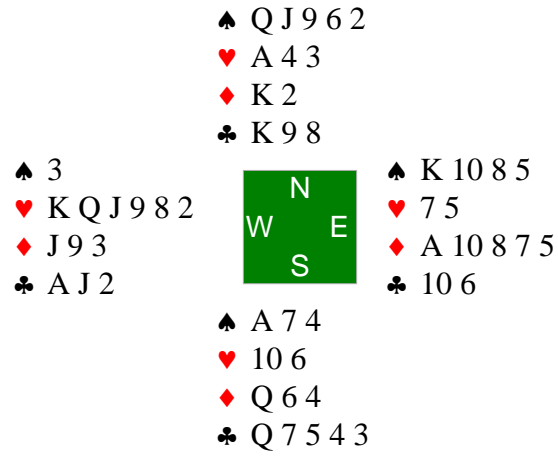 ♠ Q J 9 6 2
♥ A 4 3
♦ K 2
♣ K 9 8
♠ 3
♥ K Q J 9 8 2
♦ J 9 3
♣ A J 2
N
W E
S
♠ K 10 8 5
♥ 7 5
♦ A 10 8 7 5
♣ 10 6
♠ A 7 4
♥ 10 6
♦ Q 6 4
♣ Q 7 5 4 3